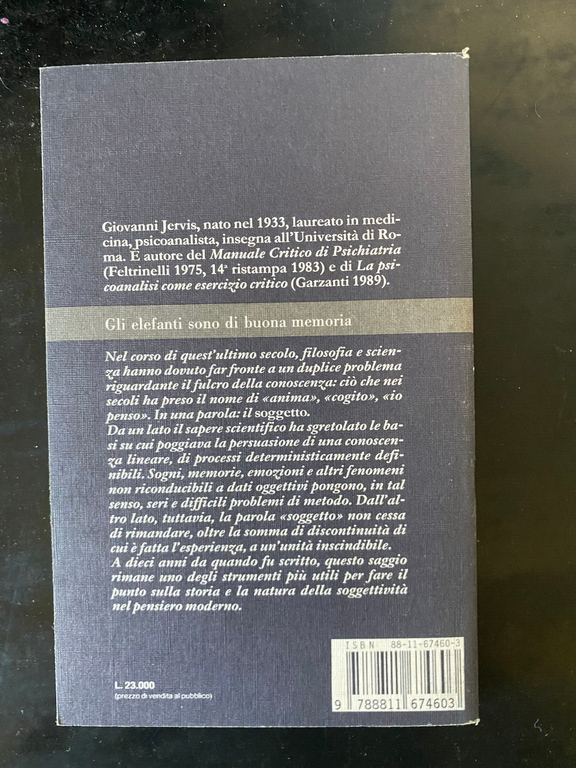 Giovanni Jervis, nato nel 1933, laureato in medi-
cina, psicoanalista, insegna all'Università di Ro-
ma. È autore del Manuale Critico di Psichiatria
(Feltrinelli 1975, 14ª ristampa 1983) e di La psi-
coanalisi come esercizio critico (Garzanti 1989).
Gli elefanti sono di buona memoria
Nel corso di quest'ultimo secolo, filosofia e scien-
za hanno dovuto far fronte a un duplice problema
riguardante il fulcro della conoscenza: ciò che nei
secoli ha preso il nome di «anima», «cogito», «io
penso». In una parola: il soggetto.
Da un lato il sapere scientifico ha sgretolato le ba-
si su cui poggiava la persuasione di una conoscen-
za lineare, di processi deterministicamente defi-
nibili. Sogni, memorie, emozioni e altri fenomeni
non riconducibili a dati oggettivi pongono, in tal
senso, seri e difficili problemi di metodo. Dall'al-
tro lato, tuttavia, la parola «soggetto» non cessa
di rimandare, oltre la somma di discontinuità di
cui è fatta l'esperienza, a un'unità inscindibile.
A dieci anni da quando fu scritto, questo saggio
rimane uno degli strumenti più utili per fare il
punto sulla storia e la natura della soggettività
nel pensiero moderno.
ISBN 88-11-67460-3
L. 23.000
(prezzo di vendita al pubblico)
9 788811 674603